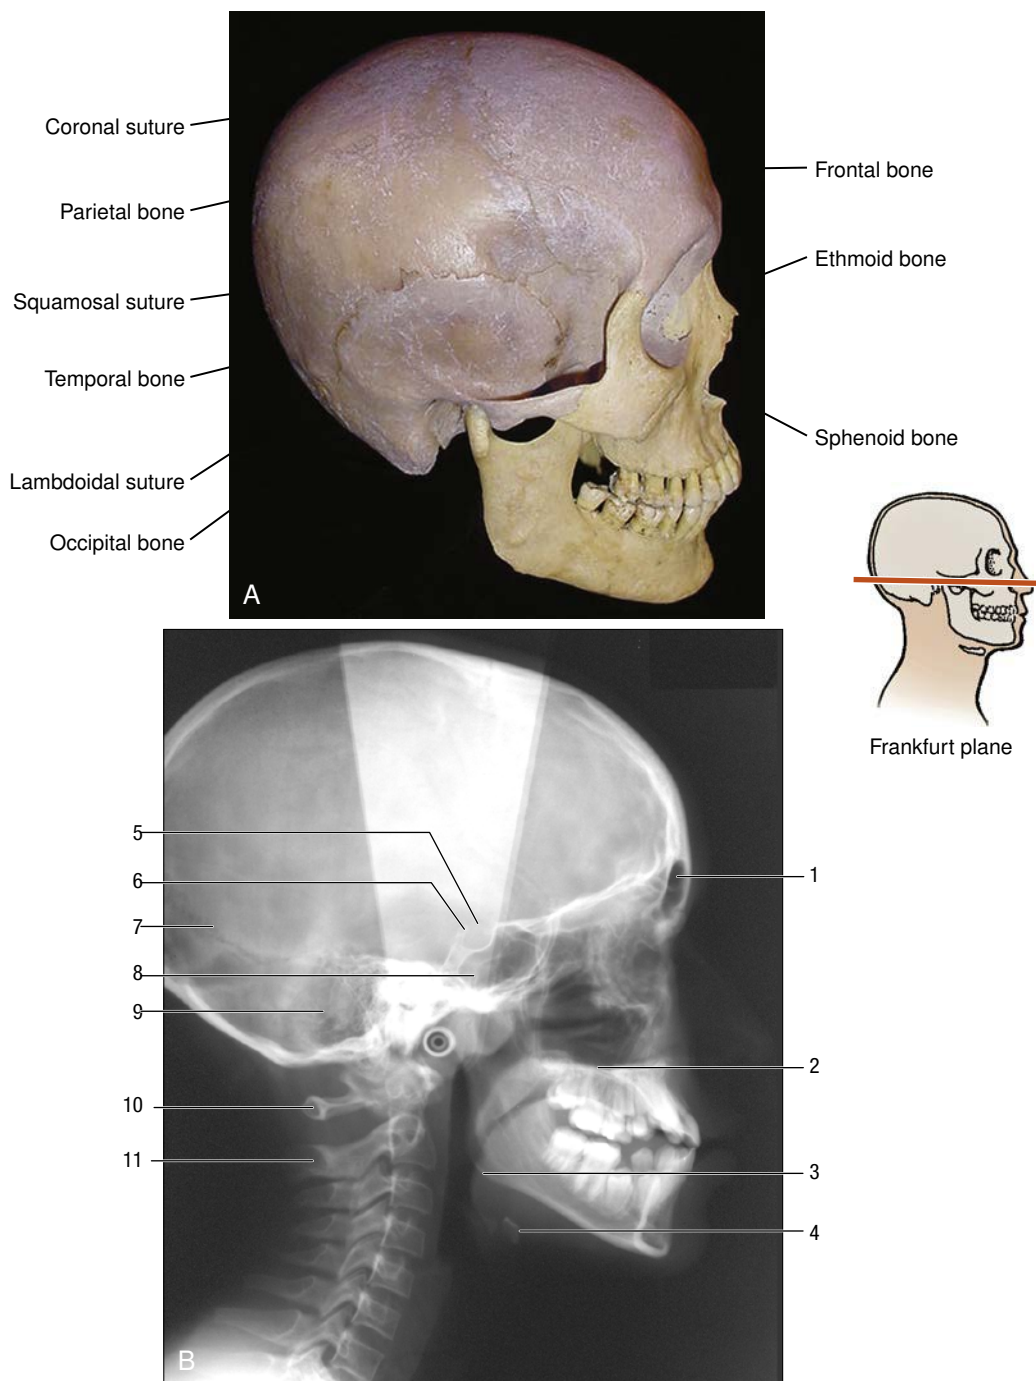 Coronal suture
Parietal bone
Squamosal suture
Temporal bone
Lambdoidal suture
Occipital bone
Frontal bone
Ethmoid bone
Sphenoid bone
A
Frankfurt plane
5
6
7
8
9
10
11
1
2
3
4
B